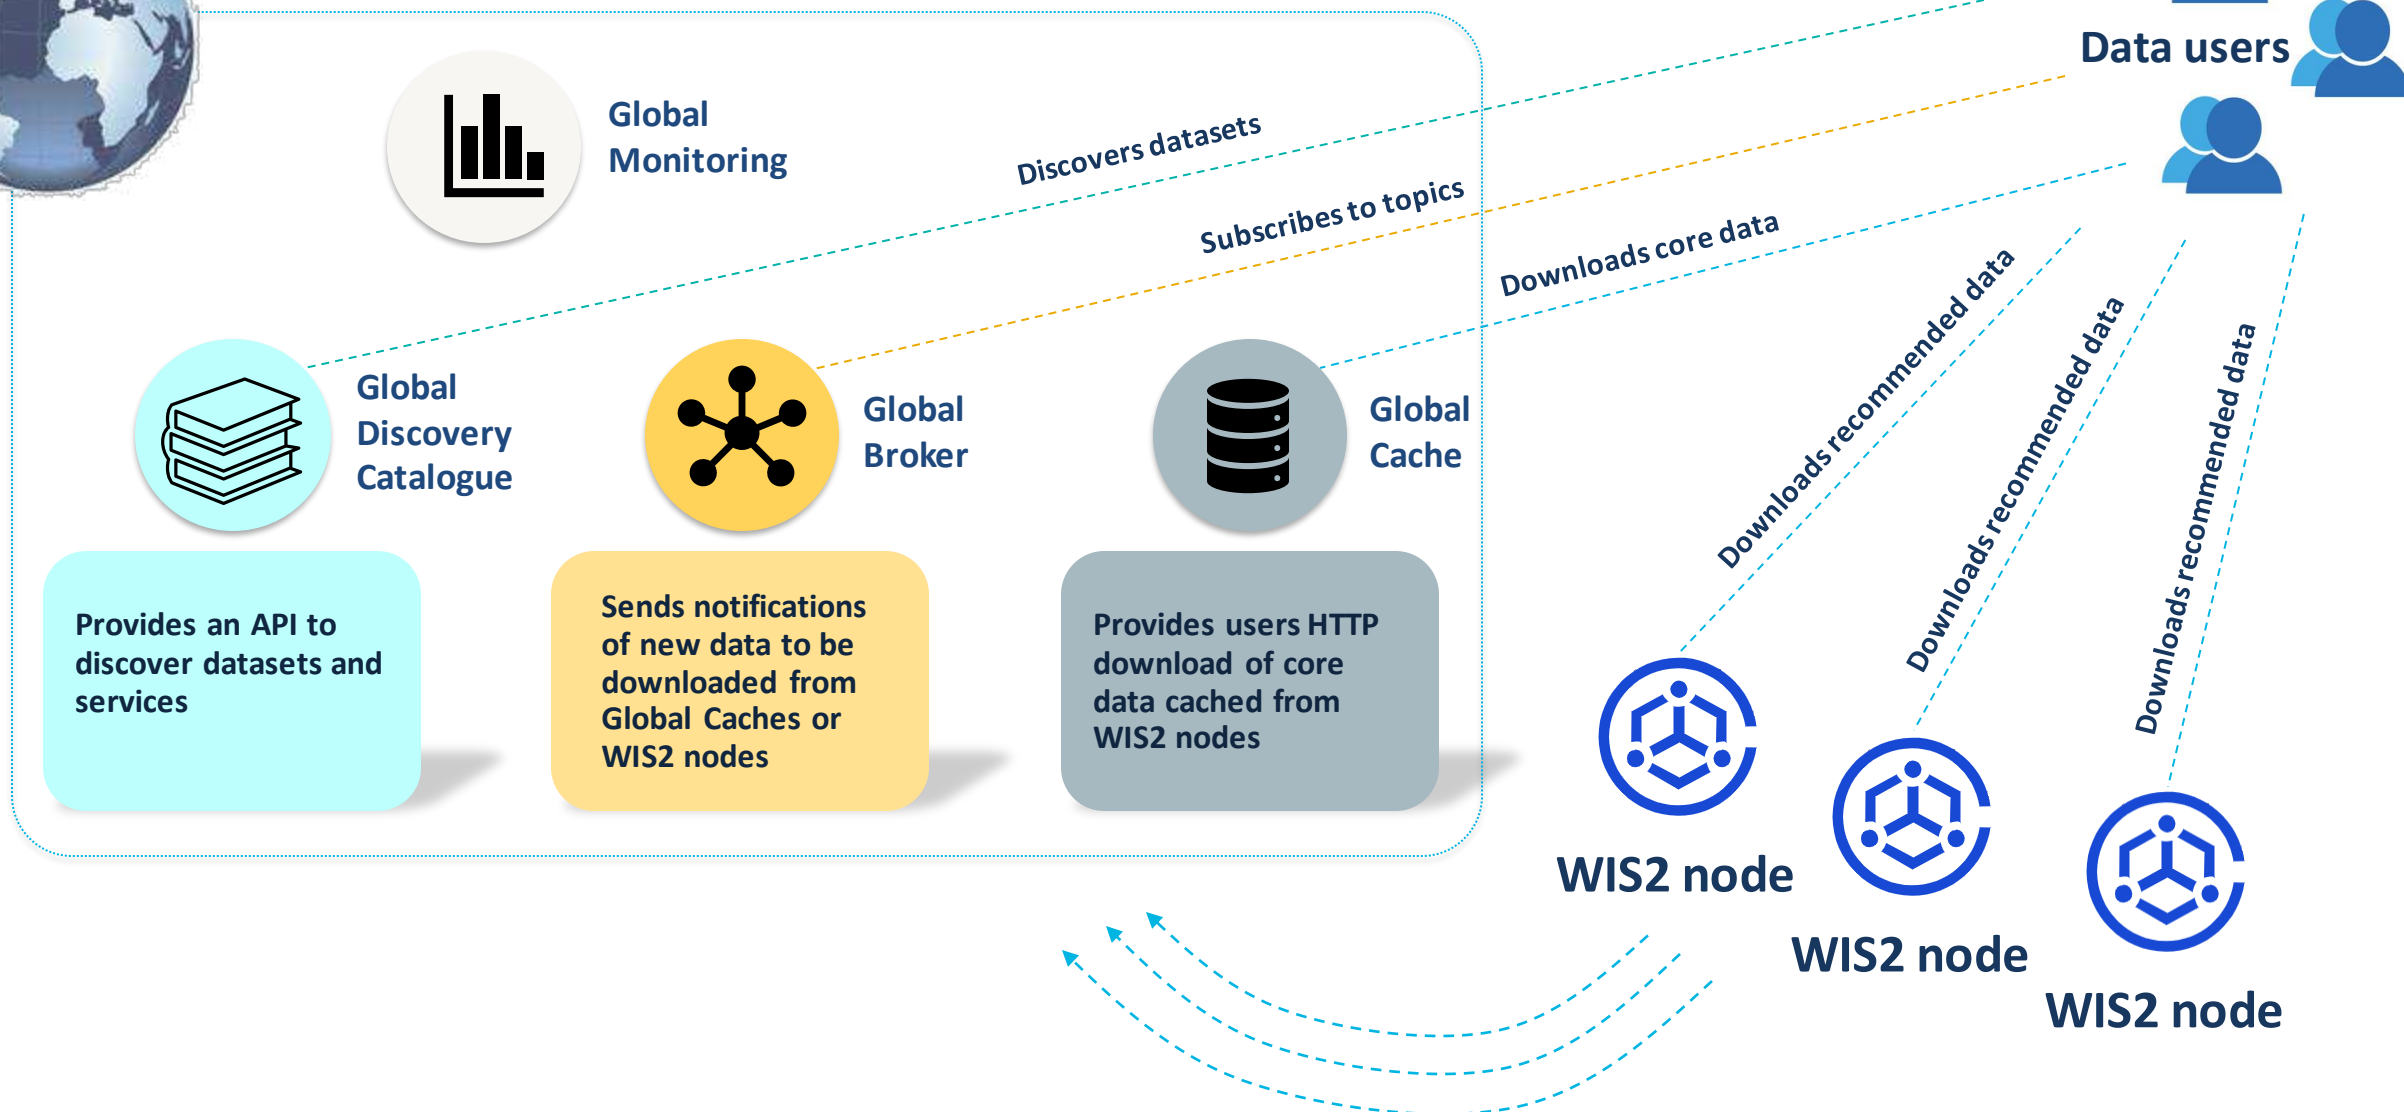 Data users
Global
Monitoring
Discovers datasets
Subscribes to topics
Downloads core data
Downloads recommended data
Downloads recommended data
Downloads recommended data
Global
Discovery
Catalogue
Global
Broker
Global
Cache
Provides an API to
discover datasets and
services
Sends notifications
of new data to be
downloaded from
Global Caches or
WIS2 nodes
Provides users HTTP
download of core
data cached from
WIS2 nodes
WIS2 node
WIS2 node
WIS2 node